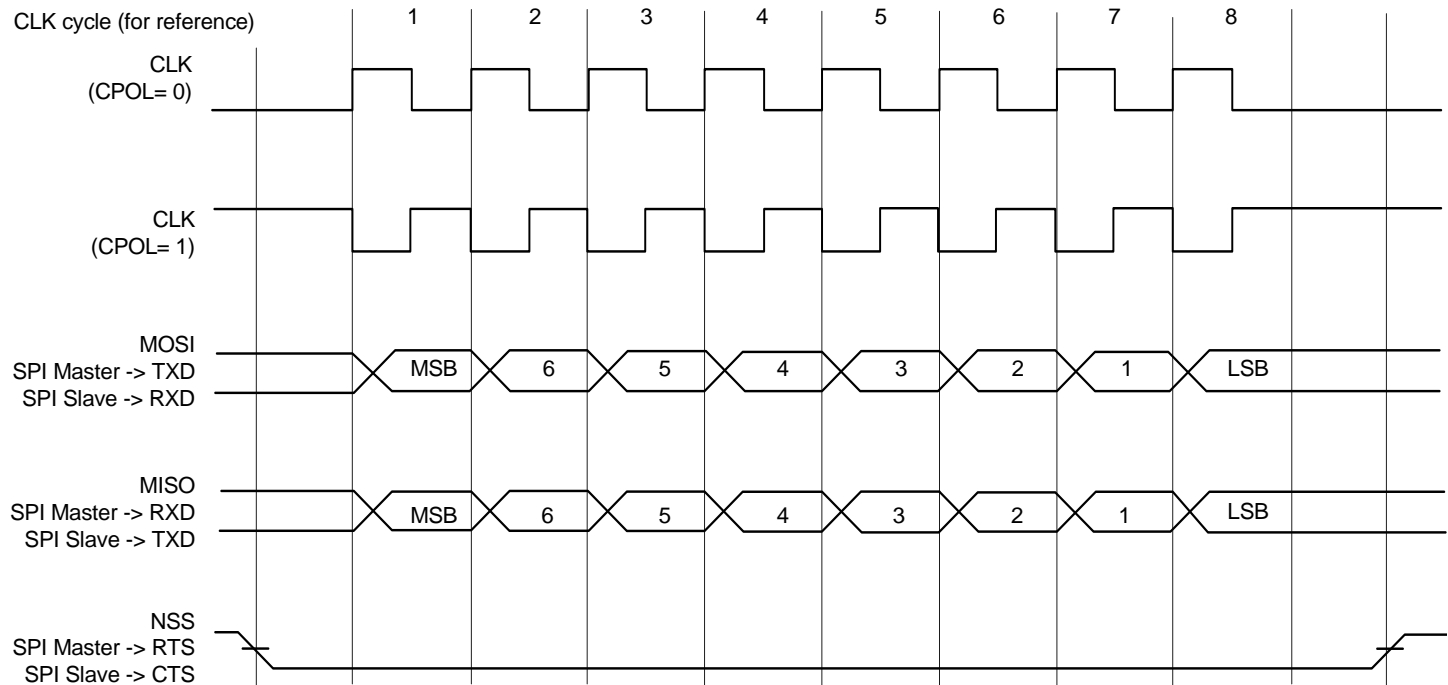 CLK cycle (for reference) 1 2 3 4 5 6 7 8
CLK
(CPOL= 0)
CLK
(CPOL= 1)
MOSI
SPI Master -> TXD
SPI Slave -> RXD
MSB 6 5 4 3 2 1 LSB
MISO
SPI Master -> RXD
SPI Slave -> TXD
MSB 6 5 4 3 2 1 LSB
NSS
SPI Master -> RTS
SPI Slave -> CTS